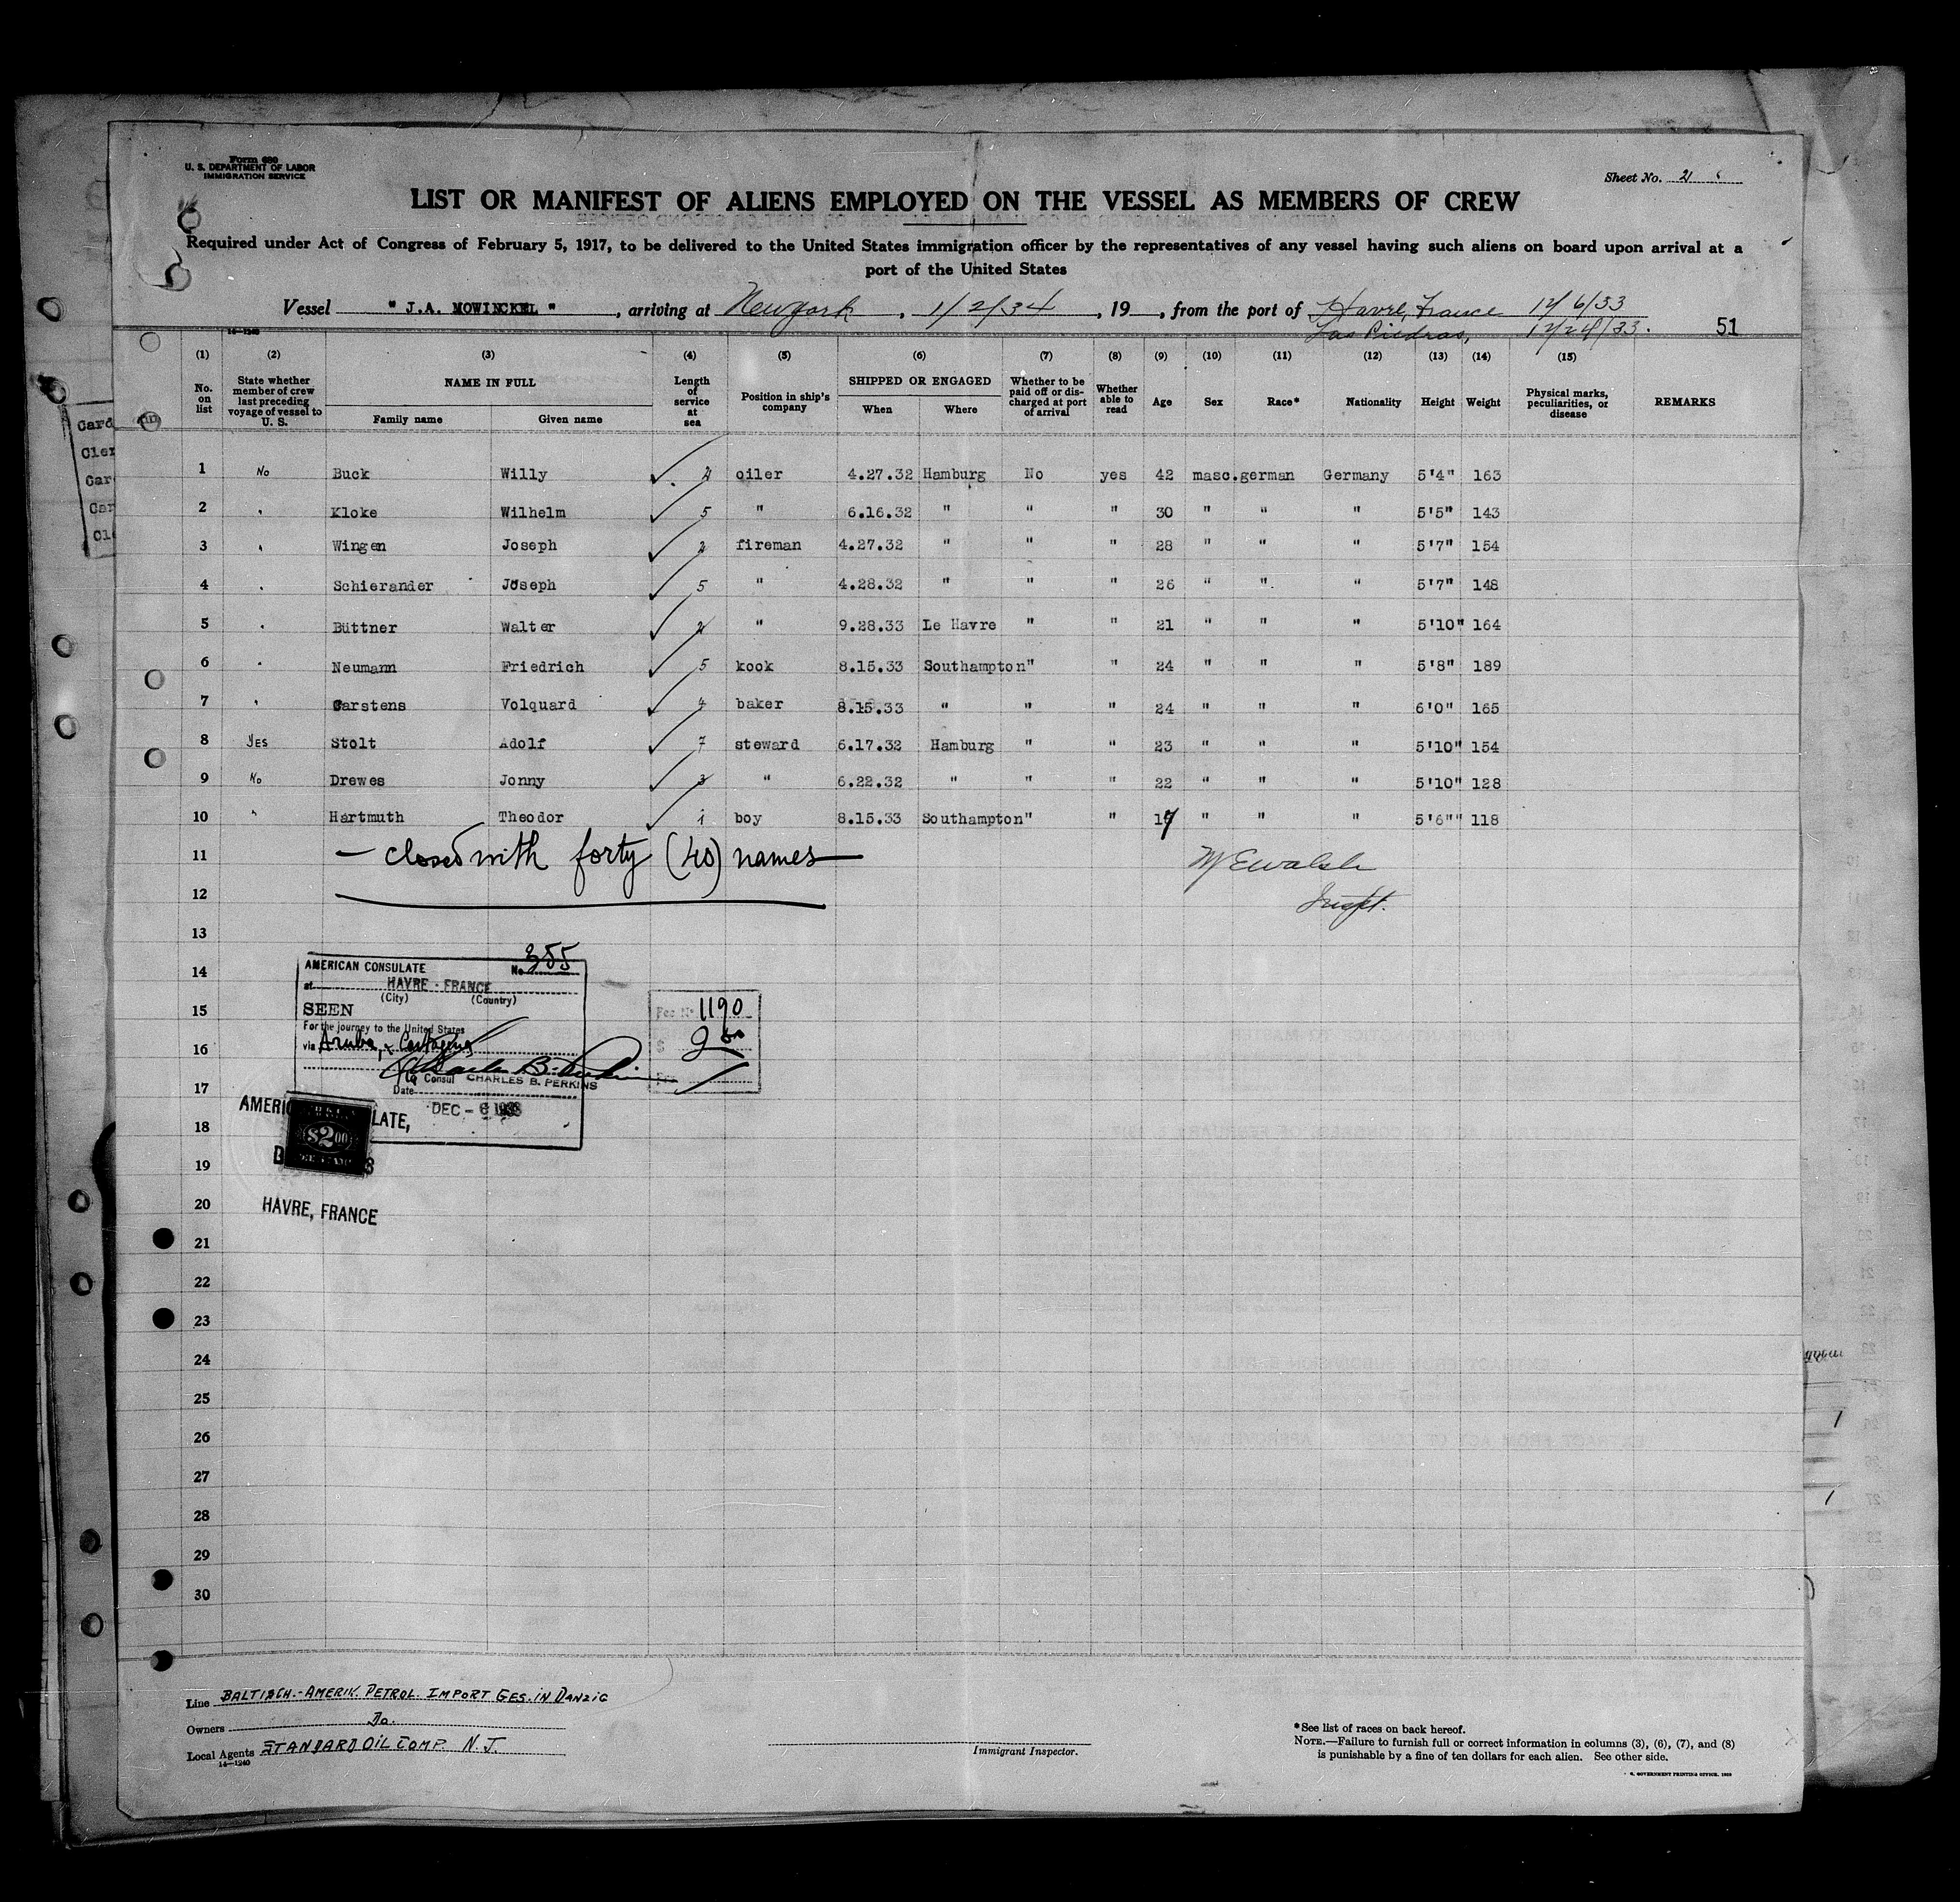 Form 680
U. S. DEPARTMENT OF LABOR
IMMIGRATION SERVICE
Sheet No. 2
LIST OR MANIFEST OF ALIENS EMPLOYED ON THE VESSEL AS MEMBERS OF CREW
Required under Act of Congress of February 5, 1917, to be delivered to the United States immigration officer by the representatives of any vessel having such aliens on board upon arrival at a
port of the United States
Vessel " J.A. MOWINCKEL " , arriving at New york , 1/2/34 , 19 , from the port of Havre, France 12/6/33
Las Piedras, 12/24/33. 51
14—1240
(1) (2) (3) (4) (5) (6) (7) (8) (9) (10) (11) (12) (13) (14) (15)
No. on list State whether member of crew last preceding voyage of vessel to U. S. NAME IN FULL Family name Given name Length of service at sea Position in ship's company SHIPPED OR ENGAGED When Where Whether to be paid off or discharged at port of arrival Whether able to read Age Sex Race* Nationality Height Weight Physical marks, peculiarities, or disease REMARKS
1 No Buck Willy 2 oiler 4.27.32 Hamburg No yes 42 masc. german Germany 5'4" 163
2 " Kloke Wilhelm 5 " 6.16.32 " " " 30 " " " 5'5" 143
3 " Wingen Joseph 2 fireman 4.27.32 " " " 28 " " " 5'7" 154
4 " Schierander Joseph 5 " 4.28.32 " " " 26 " " " 5'7" 148
5 " Büttner Walter 2 " 9.28.33 Le Havre " " 21 " " " 5'10" 164
6 " Neumann Friedrich 5 kook 8.15.33 Southampton " " 24 " " " 5'8" 189
7 " Carstens Volquard 4 baker 8.15.33 " " " 24 " " " 6'0" 165
8 YES Stolt Adolf 7 steward 6.17.32 Hamburg " " 23 " " " 5'10" 154
9 No Drewes Jonny 3 " 6.22.32 " " " 22 " " " 5'10" 128
10 " Hartmuth Theodor 1 boy 8.15.33 Southampton " " 17 " " " 5'6"" 118
11 — closed with forty (40) names — M E Walsh
12 Inspt.
13
14
15
16
17
18
19
20
21
22
23
24
25
26
27
28
29
30
AMERICAN CONSULATE No. 355
at HAVRE - FRANCE
(City) (Country)
SEEN
For the journey to the United States
via Aruba, & Cartagena
Charles B. Perkins
Consul CHARLES B. PERKINS
Date DEC - 6 1933
Fee No. 1190
$ 2
AMERI LATE,
$2.00
HAVRE, FRANCE
Line BALTISCH.-AMERIK. PETROL. IMPORT GES. IN DANZIG
Owners Do.
Local Agents STANDARD OIL COMP. N. J.
14—1240
Immigrant Inspector.
*See list of races on back hereof.
NOTE.—Failure to furnish full or correct information in columns (3), (6), (7), and (8)
is punishable by a fine of ten dollars for each alien. See other side.